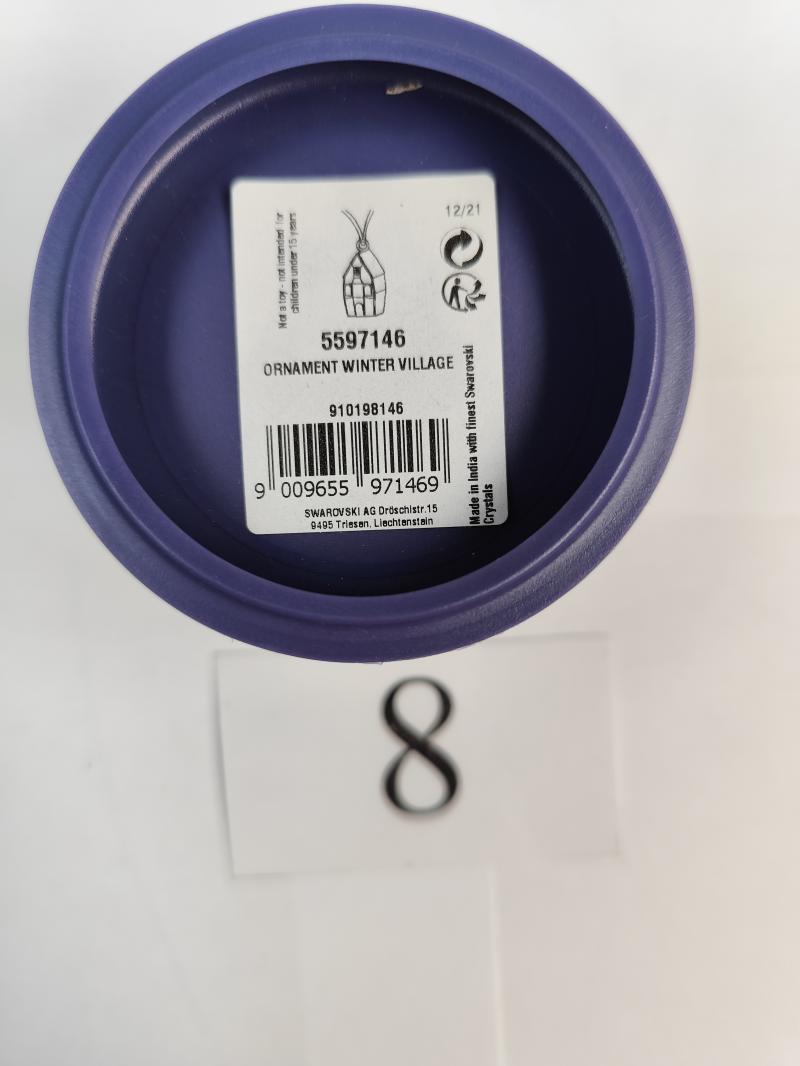 Not a toy - not intended for
children under 15 years
12/21
5597146
ORNAMENT WINTER VILLAGE
910198146
9 009655 971469
SWAROVSKI AG Dröschistr.15
9495 Triesen, Liechtenstein
Made in India with finest Swarovski
Crystals
8